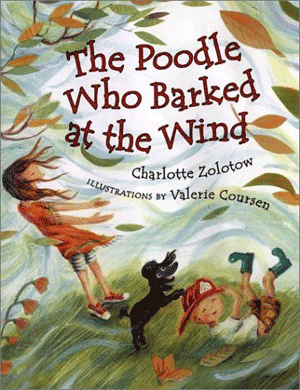 The Poodle
Who Barked
at the Wind
Charlotte Zolotow
ILLUSTRATIONS BY Valerie Coursen